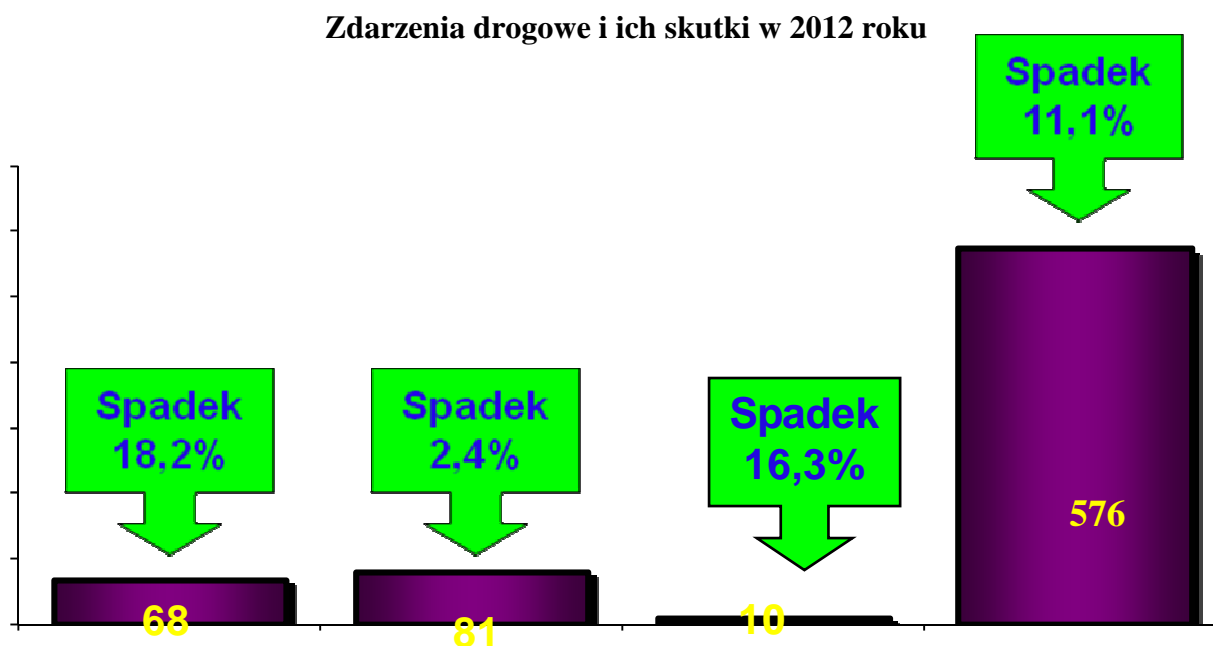 Zdarzenia drogowe i ich skutki w 2012 roku
Spadek
11,1%
Spadek
18,2%
Spadek
2,4%
Spadek
16,3%
576
68
81
10